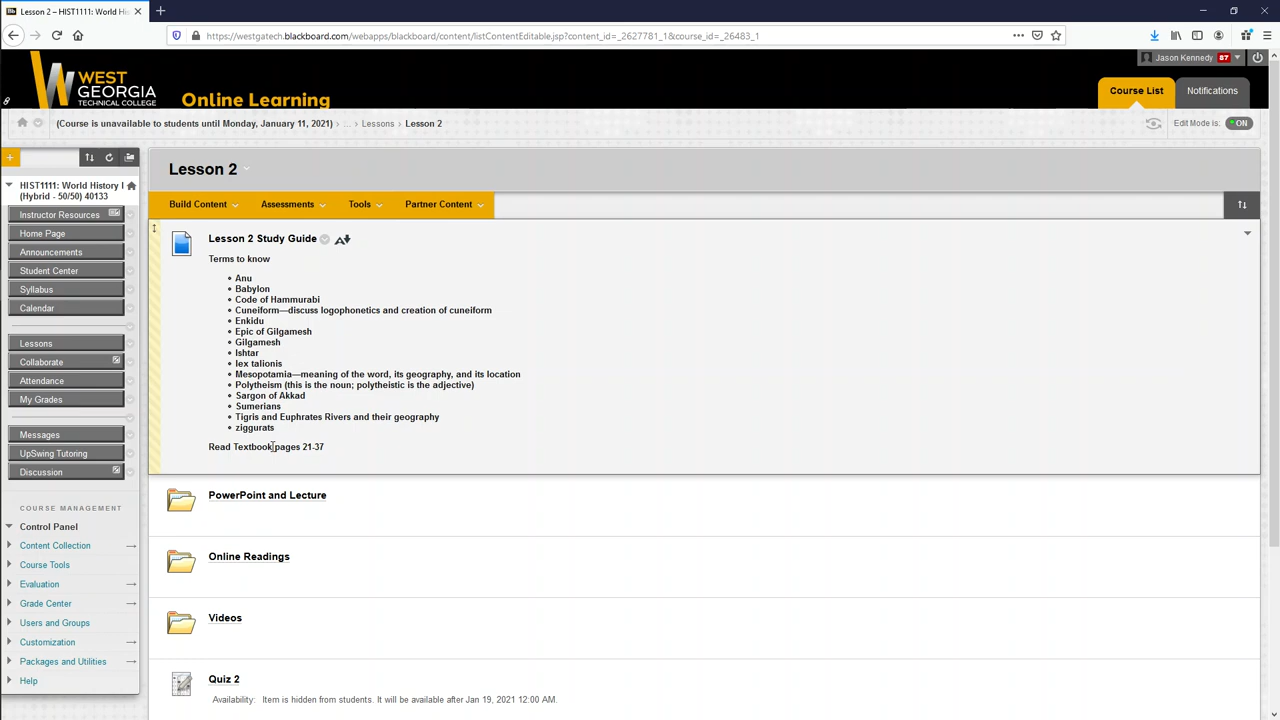 Lesson 2 – HIST1111: World His
https://westgatech.blackboard.com/webapps/blackboard/content/listContentEditable.jsp?content_id=_2627781_1&course_id=_26483_1
Jason Kennedy 87
WEST GEORGIA TECHNICAL COLLEGE
Online Learning
Course List
Notifications
(Course is unavailable to students until Monday, January 11, 2021) > ... > Lessons > Lesson 2
Edit Mode is: ON
HIST1111: World History I (Hybrid - 50/50) 40133
Instructor Resources
Home Page
Announcements
Student Center
Syllabus
Calendar
Lessons
Collaborate
Attendance
My Grades
Messages
UpSwing Tutoring
Discussion
COURSE MANAGEMENT
Control Panel
Content Collection
Course Tools
Evaluation
Grade Center
Users and Groups
Customization
Packages and Utilities
Help
Lesson 2
Build Content
Assessments
Tools
Partner Content
Lesson 2 Study Guide
Terms to know
Anu
Babylon
Code of Hammurabi
Cuneiform—discuss logophonetics and creation of cuneiform
Enkidu
Epic of Gilgamesh
Gilgamesh
Ishtar
lex talionis
Mesopotamia—meaning of the word, its geography, and its location
Polytheism (this is the noun; polytheistic is the adjective)
Sargon of Akkad
Sumerians
Tigris and Euphrates Rivers and their geography
ziggurats
Read Textbook pages 21-37
PowerPoint and Lecture
Online Readings
Videos
Quiz 2
Availability: Item is hidden from students. It will be available after Jan 19, 2021 12:00 AM.